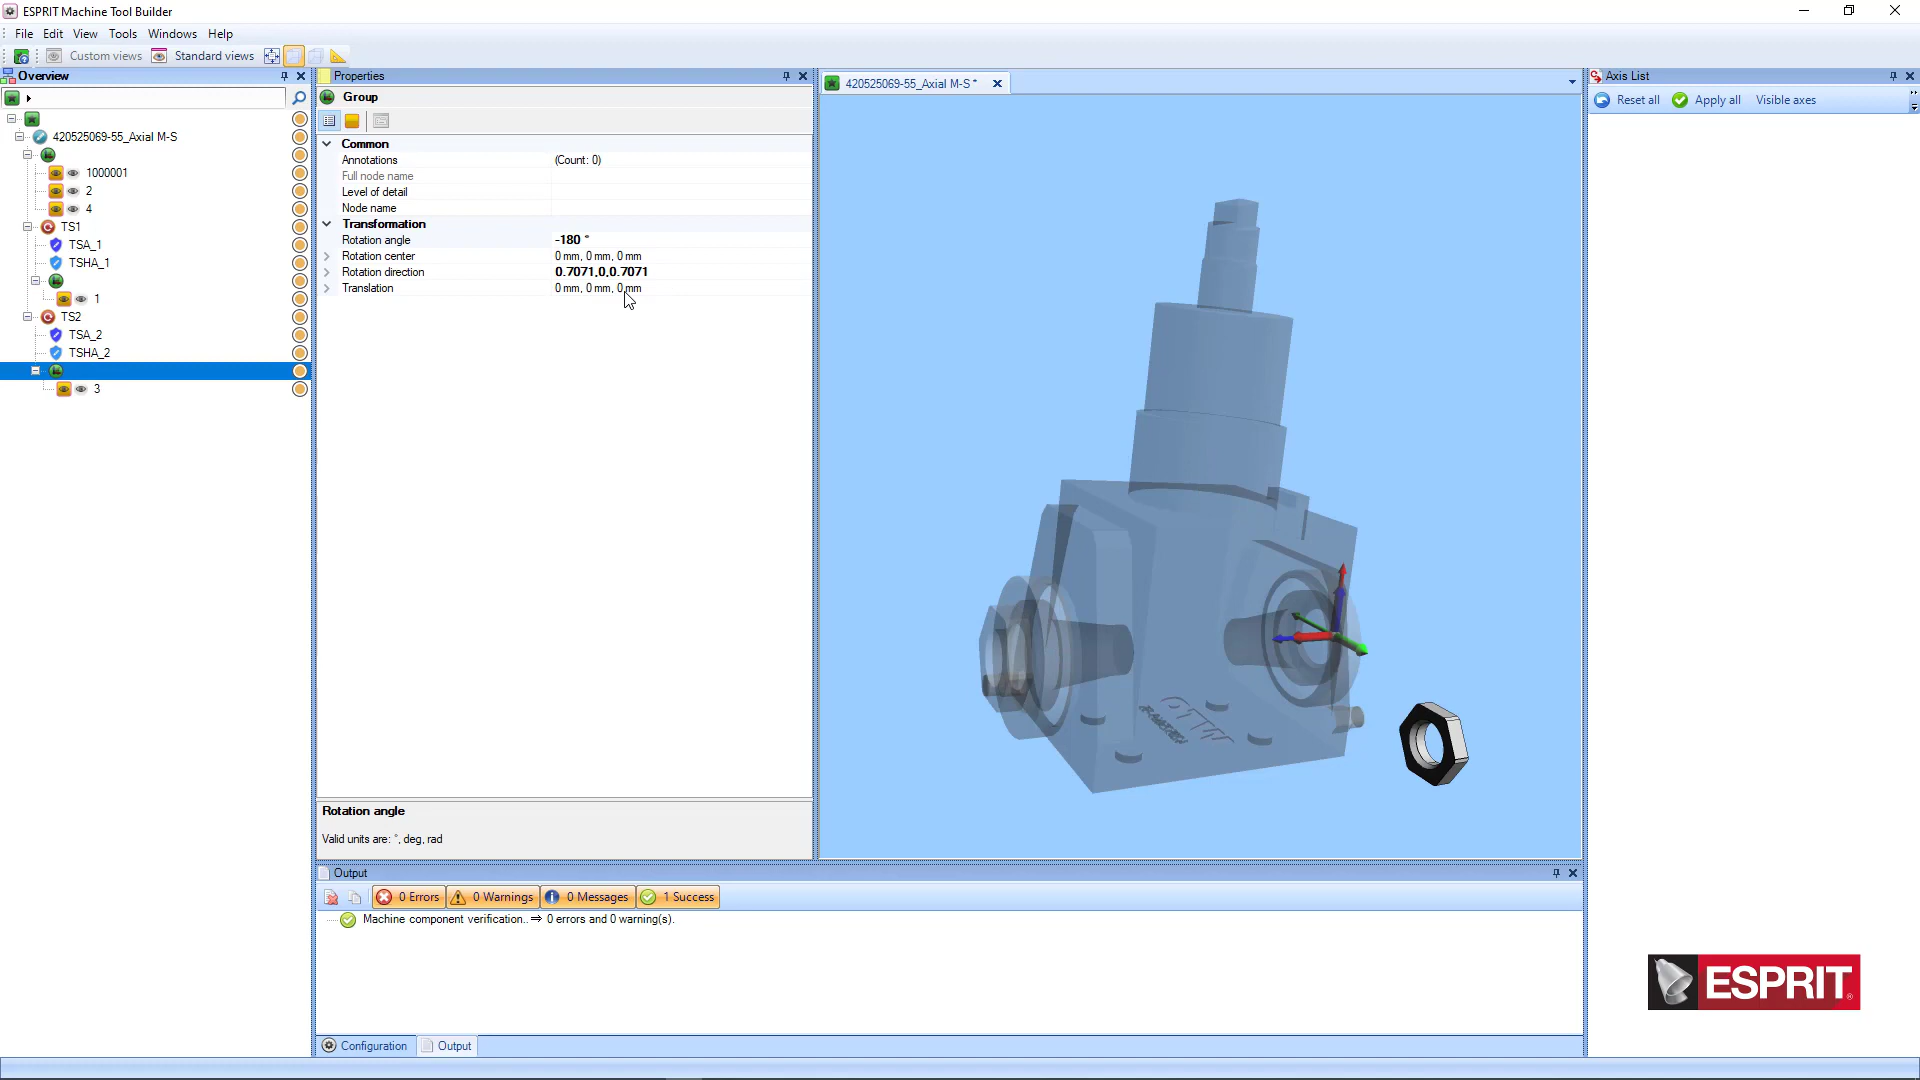 ESPRIT Machine Tool Builder
File Edit View Tools Windows Help
Custom views Standard views
Overview
420525069-55_Axial M-S
1000001
2
4
TS1
TSA_1
TSHA_1
1
TS2
TSA_2
TSHA_2
3
Properties
Group
Common
Annotations (Count: 0)
Full node name
Level of detail
Node name
Transformation
Rotation angle -180 °
Rotation center 0 mm, 0 mm, 0 mm
Rotation direction 0.7071,0,0.7071
Translation 0 mm, 0 mm, 0 mm
Rotation angle
Valid units are: °, deg, rad
420525069-55_Axial M-S *
Axis List
Reset all Apply all Visible axes
Output
0 Errors 0 Warnings 0 Messages 1 Success
Machine component verification..⇒ 0 errors and 0 warning(s).
Configuration Output
ESPRIT®